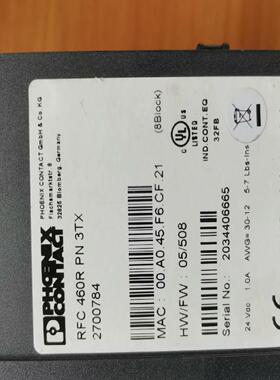 PHOENIX CONTACT GmbH & Co KG
Flachsmarktstr 8
32825 Blomberg, Germany
PHOENIX
CONTACT
RFC 460R PN 3TX
2700784
(8Block)
MAC : 00.A0.45.F6.CF.21
HW/FW : 05/508
Serial No.: 2034406665
24 Vdc 1.0A AWG= 30-12 5-7 Lbs-Ins
c UL US
LISTED
IND.CONT.EQ
32FB
CE